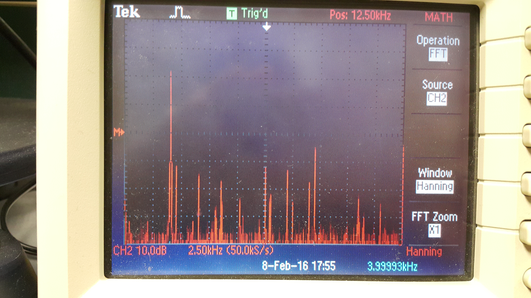 Tek T Trig'd Pos: 12.50kHz MATH
Operation
FFT
Source
CH2
M
Window
Hanning
FFT Zoom
X1
CH2 10.0dB 2.50kHz (50.0kS/s) Hanning
8-Feb-16 17:55 3.99993kHz